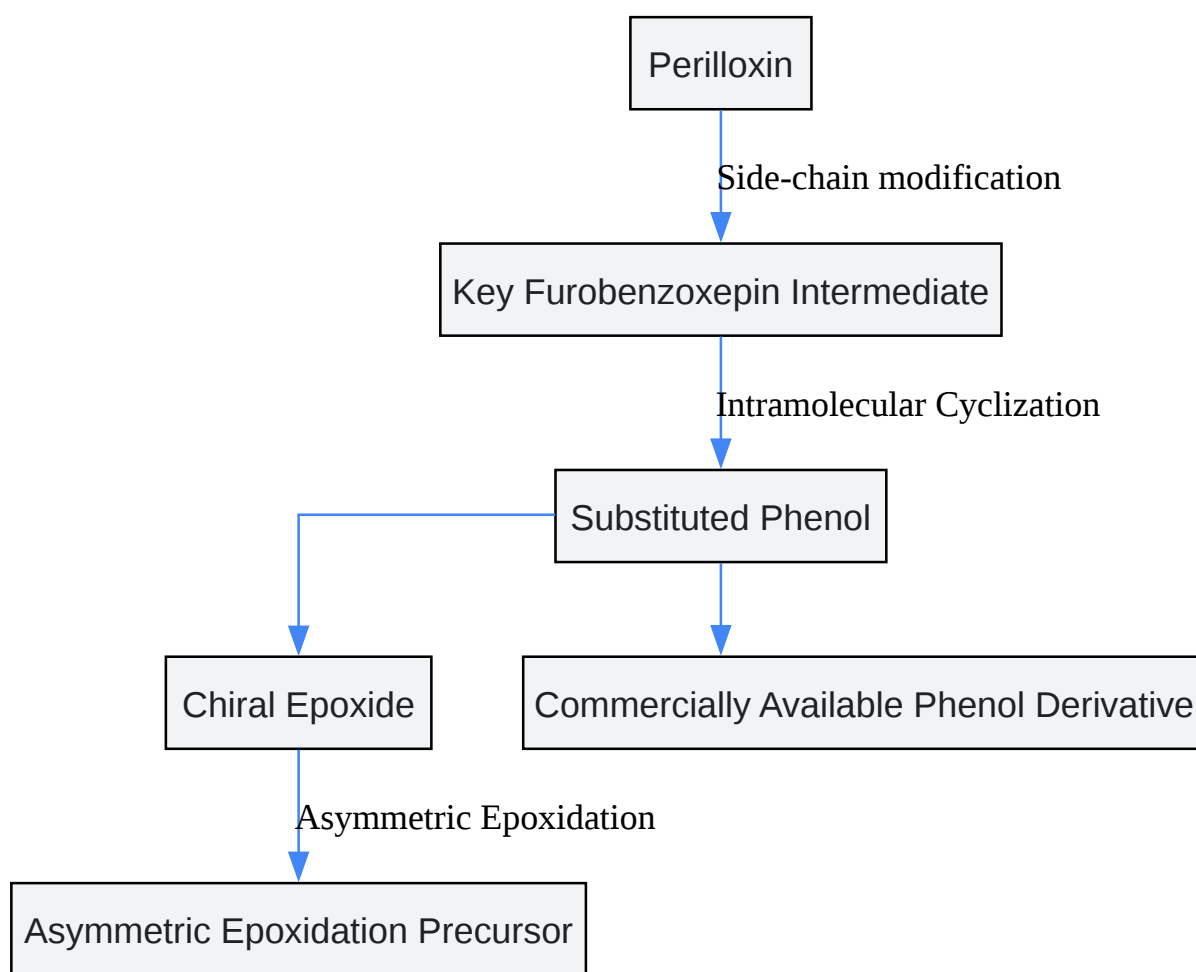 Perilloxin
Side-chain modification
Key Furobenzoxepin Intermediate
Intramolecular Cyclization
Substituted Phenol
Chiral Epoxide
Commercially Available Phenol Derivative
Asymmetric Epoxidation
Asymmetric Epoxidation Precursor